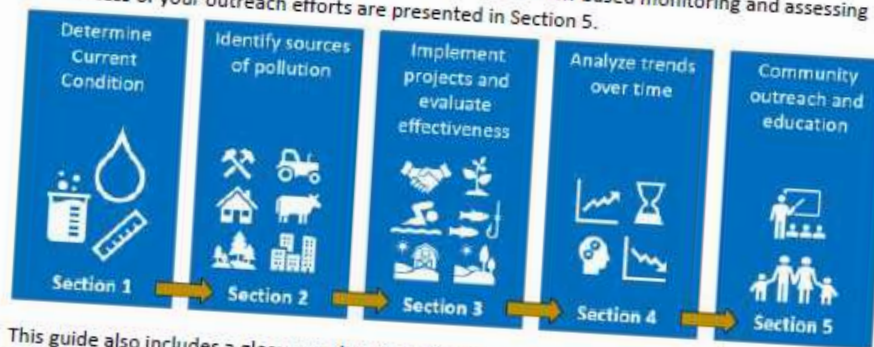 based monitoring and assessing
of your outreach efforts are presented in Section 5.
Determine
Current
Condition
Section 1
Identify sources
of pollution
Section 2
Implement
projects and
evaluate
effectiveness
Section 3
Analyze trends
over time
Section 4
Community
outreach and
education
Section 5
This guide also includes a